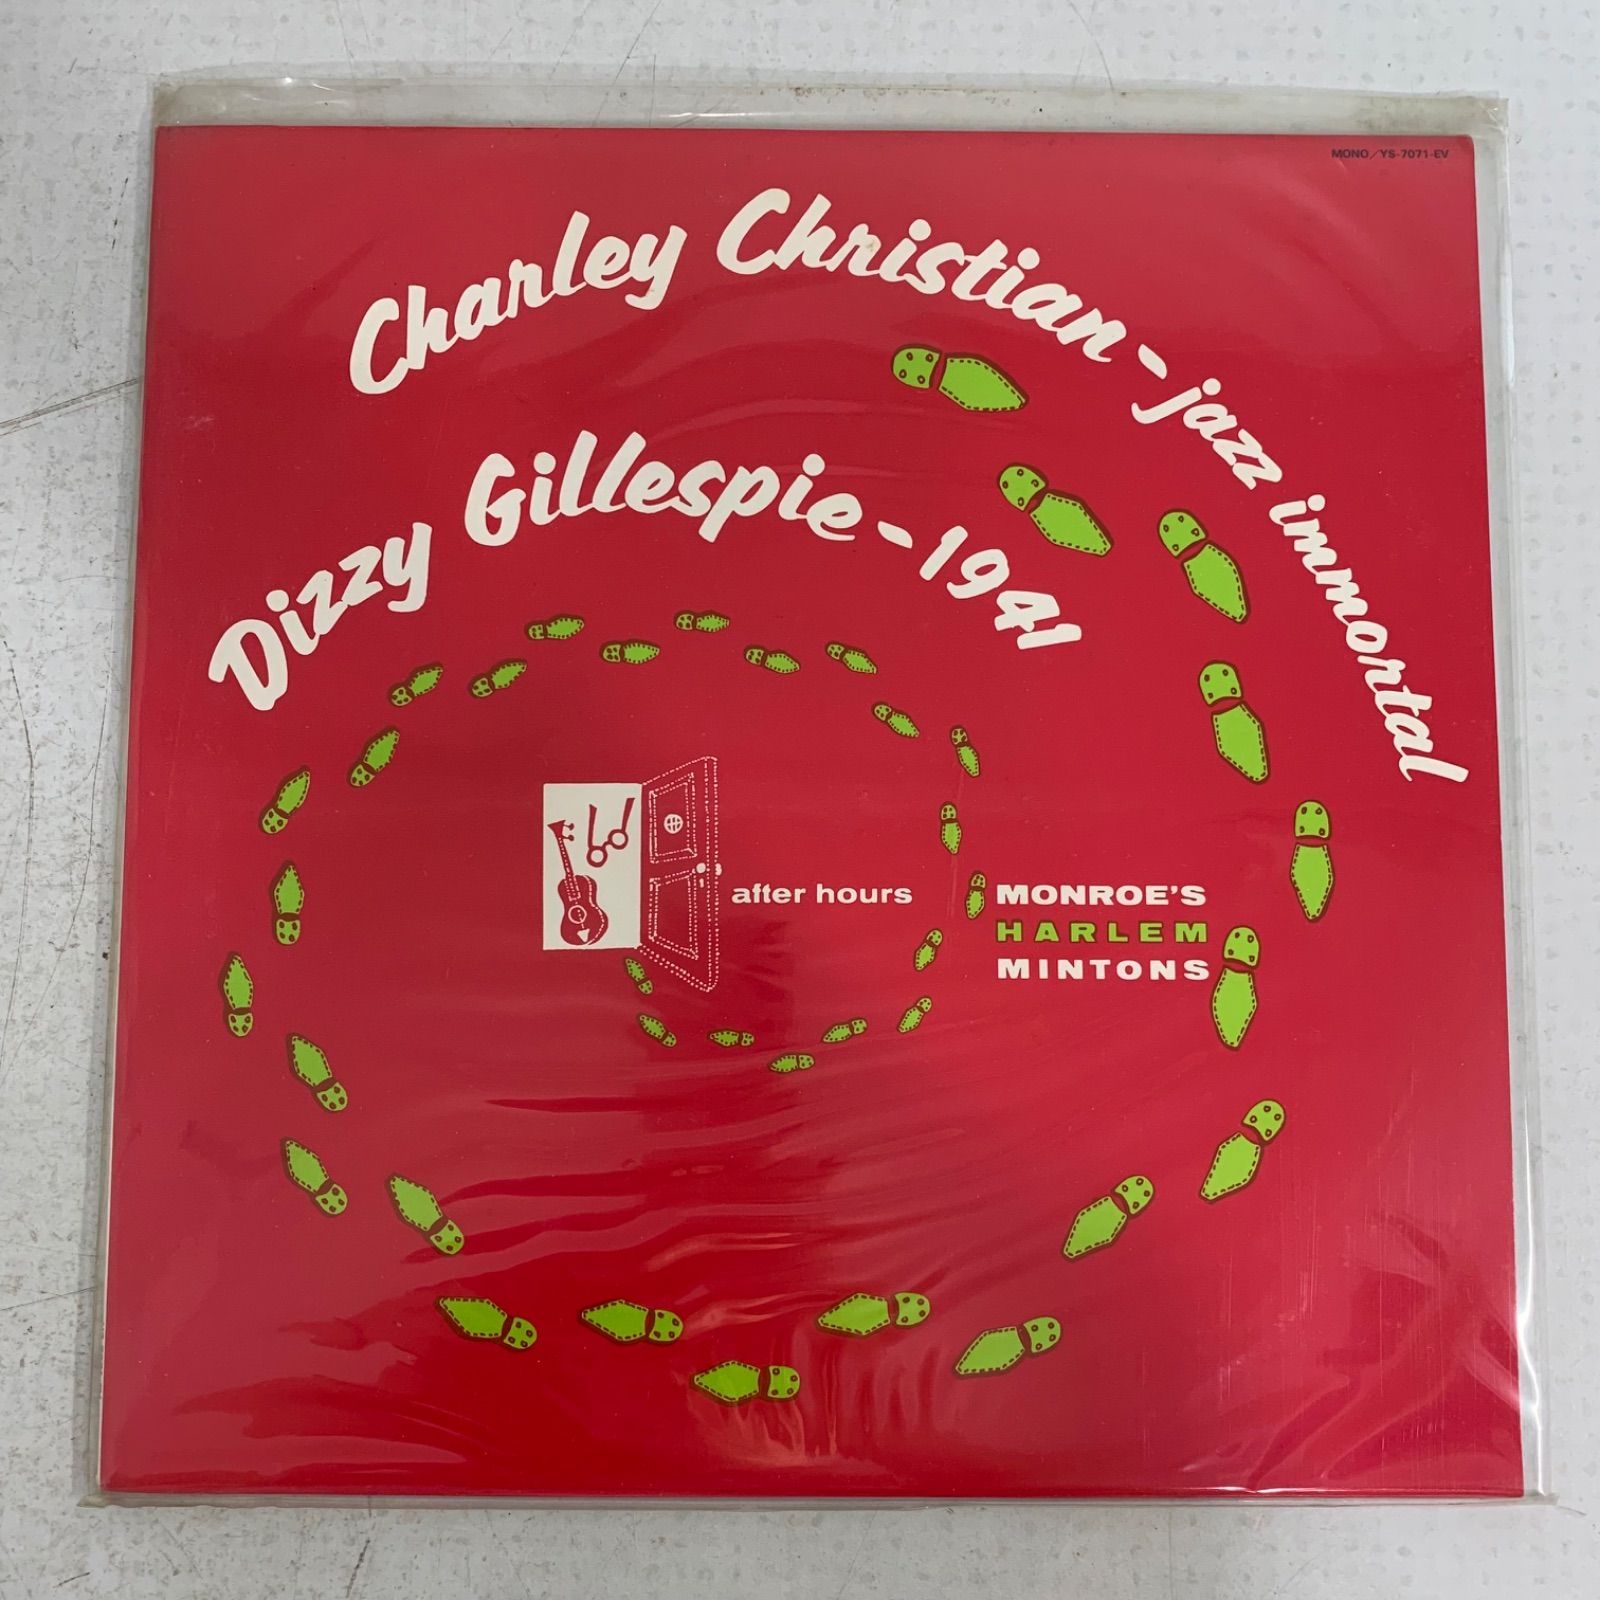 MONO/YS-7071-EV
Charley Christian - jazz immortal
Dizzy Gillespie - 1941
after hours
MONROE'S
HARLEM
MINTONS